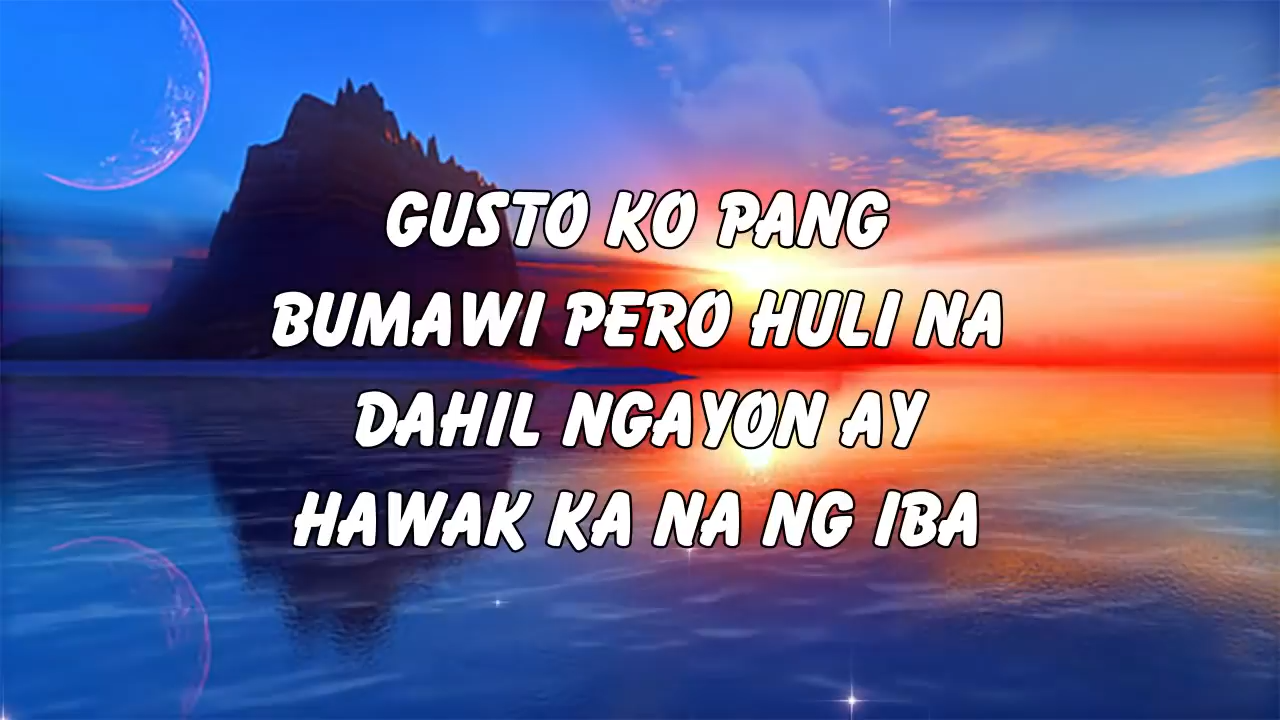 GUSTO KO PANG
BUMAWI PERO HULI NA
DAHIL NGAYON AY
HAWAK KA NA NG IBA